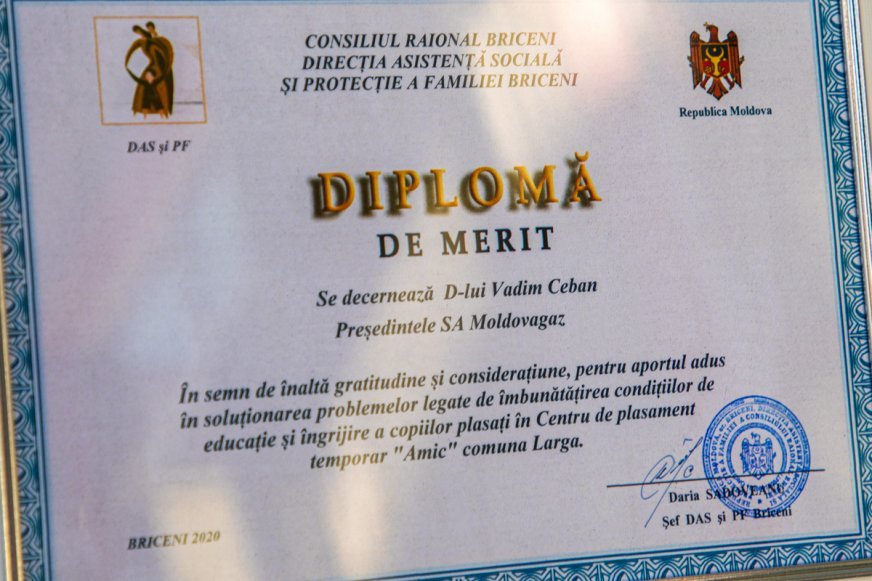 CONSILIUL RAIONAL BRICENI
DIRECȚIA ASISTENȚĂ SOCIALĂ
ȘI PROTECȚIE A FAMILIEI BRICENI
DAS și PF
Republica Moldova
DIPLOMĂ
DE MERIT
Se decernează D-lui Vadim Ceban
Președintele SA Moldovagaz
În semn de înaltă gratitudine și considerațiune, pentru aportul adus
în soluționarea problemelor legate de îmbunătățirea condițiilor de
educație și îngrijire a copiilor plasați în Centru de plasament
temporar "Amic" comuna Larga.
Daria SADOVEANU
Șef DAS și PF Briceni
BRICENI 2020